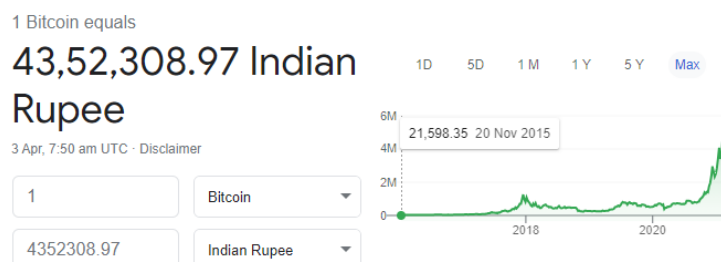 1 Bitcoin equals
43,52,308.97 Indian
Rupee
3 Apr, 7:50 am UTC · Disclaimer
1 Bitcoin
4352308.97 Indian Rupee
1D 5D 1 M 1 Y 5 Y Max
6M
21,598.35 20 Nov 2015
4M
2M
0
2018 2020